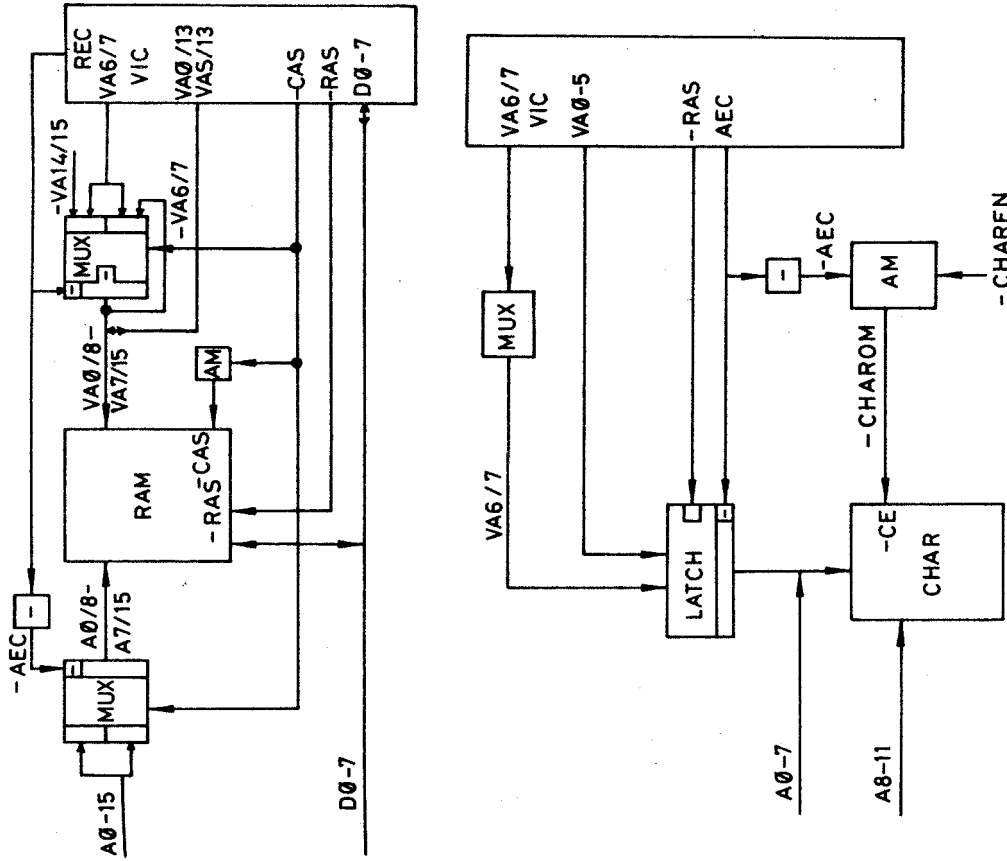 REC
VA6/7
VIC
VAØ/13
VAS/13
-CAS
-RAS
DØ-7
-VA14/15
-VA6/7
MUX
-
-
VAØ/8-
VA7/15
AM
RAM
-CAS
-RAS
-AEC
-
AØ/8-
A7/15
-
MUX
AØ-15
DØ-7
VA6/7
VIC
VAØ-5
-RAS
AEC
MUX
-
-AEC
AM
-CHAREN
-CHAROM
VA6/7
LATCH
-
-CE
CHAR
AØ-7
A8-11